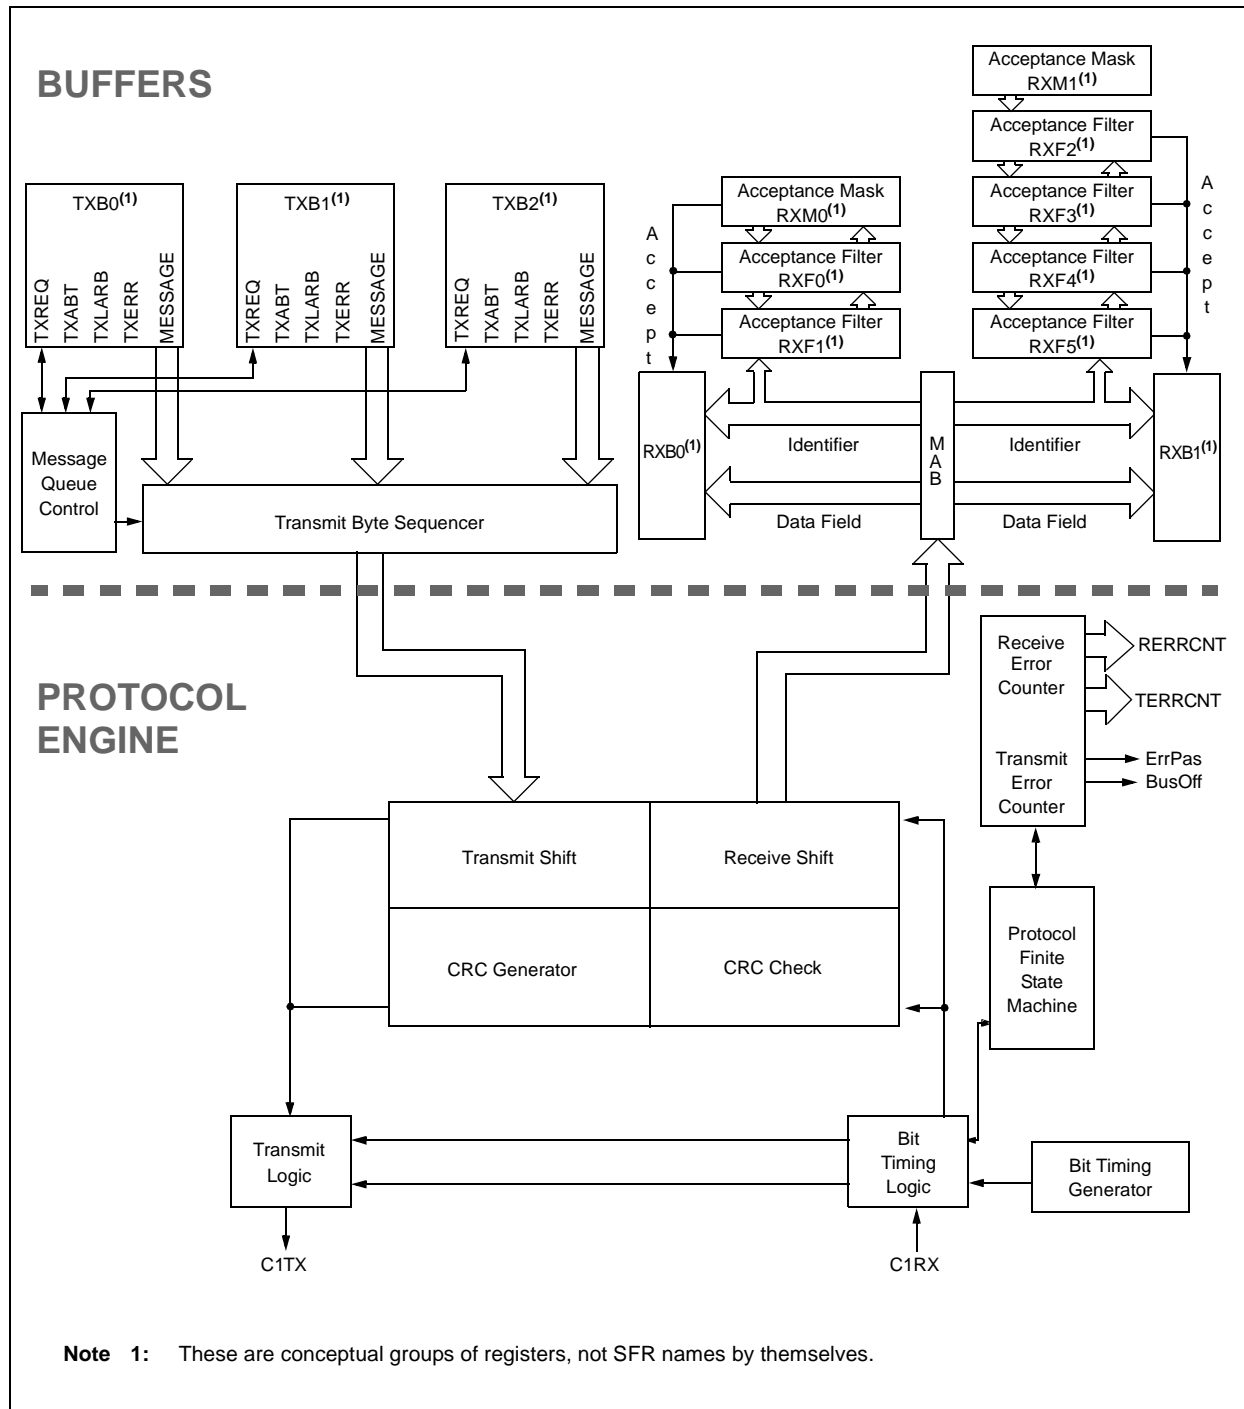 BUFFERS
Acceptance Mask
RXM1(1)
Acceptance Filter
RXF2(1)
Acceptance Filter
RXF3(1)
Acceptance Filter
RXF4(1)
Acceptance Filter
RXF5(1)
Accept
Acceptance Mask
RXM0(1)
Acceptance Filter
RXF0(1)
Acceptance Filter
RXF1(1)
Accept
TXB0(1)
TXREQ
TXABT
TXLARB
TXERR
MESSAGE
TXB1(1)
TXREQ
TXABT
TXLARB
TXERR
MESSAGE
TXB2(1)
TXREQ
TXABT
TXLARB
TXERR
MESSAGE
Message
Queue
Control
Transmit Byte Sequencer
RXB0(1)
Identifier
Data Field
MAB
Identifier
Data Field
RXB1(1)
PROTOCOL
ENGINE
Receive
Error
Counter
Transmit
Error
Counter
RERRCNT
TERRCNT
ErrPas
BusOff
Transmit Shift
Receive Shift
CRC Generator
CRC Check
Protocol
Finite
State
Machine
Transmit
Logic
Bit
Timing
Logic
Bit Timing
Generator
C1TX
C1RX
Note 1: These are conceptual groups of registers, not SFR names by themselves.